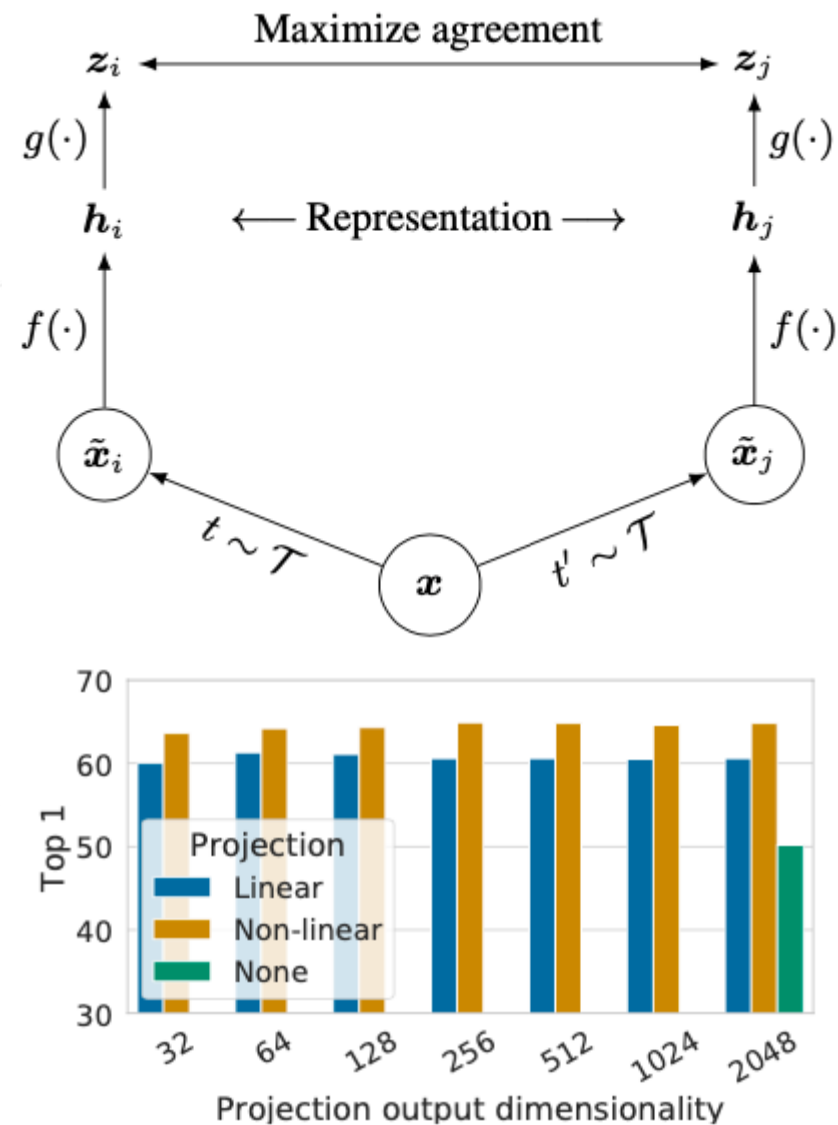 Maximize agreement
z_i z_j
g(·) g(·)
h_i ←— Representation —→ h_j
f(·) f(·)
x̃_i x̃_j
t ∼ 𝒯 t′ ∼ 𝒯
x
70
60
50
40
30
Top 1
Projection
Linear
Non-linear
None
32 64 128 256 512 1024 2048
Projection output dimensionality